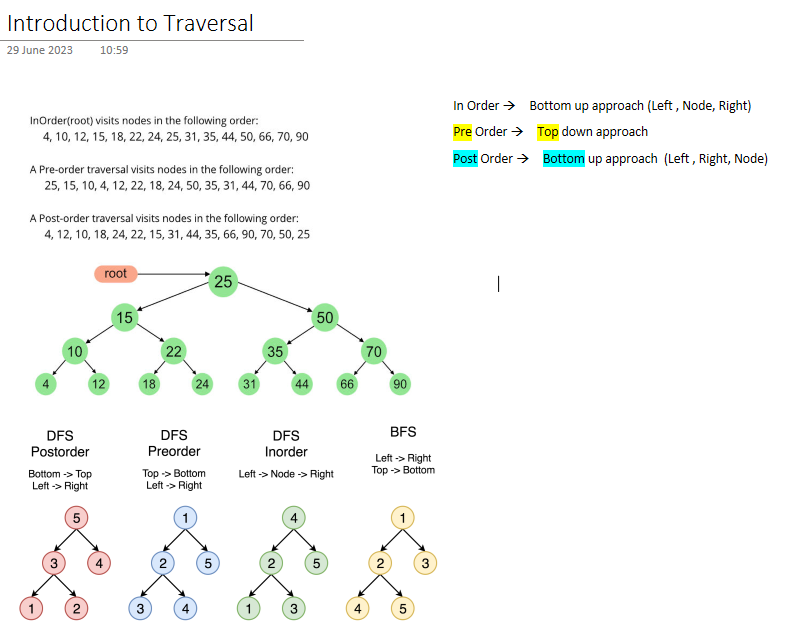 Introduction to Traversal
29 June 2023 10:59
InOrder(root) visits nodes in the following order:
4, 10, 12, 15, 18, 22, 24, 25, 31, 35, 44, 50, 66, 70, 90
A Pre-order traversal visits nodes in the following order:
25, 15, 10, 4, 12, 22, 18, 24, 50, 35, 31, 44, 70, 66, 90
A Post-order traversal visits nodes in the following order:
4, 12, 10, 18, 24, 22, 15, 31, 44, 35, 66, 90, 70, 50, 25
In Order → Bottom up approach (Left , Node, Right)
Pre Order → Top down approach
Post Order → Bottom up approach (Left , Right, Node)
root 25
15 50
10 22 35 70
4 12 18 24 31 44 66 90
DFS
Postorder
Bottom -> Top
Left -> Right
5
3 4
1 2
DFS
Preorder
Top -> Bottom
Left -> Right
1
2 5
3 4
DFS
Inorder
Left -> Node -> Right
4
2 5
1 3
BFS
Left -> Right
Top -> Bottom
1
2 3
4 5